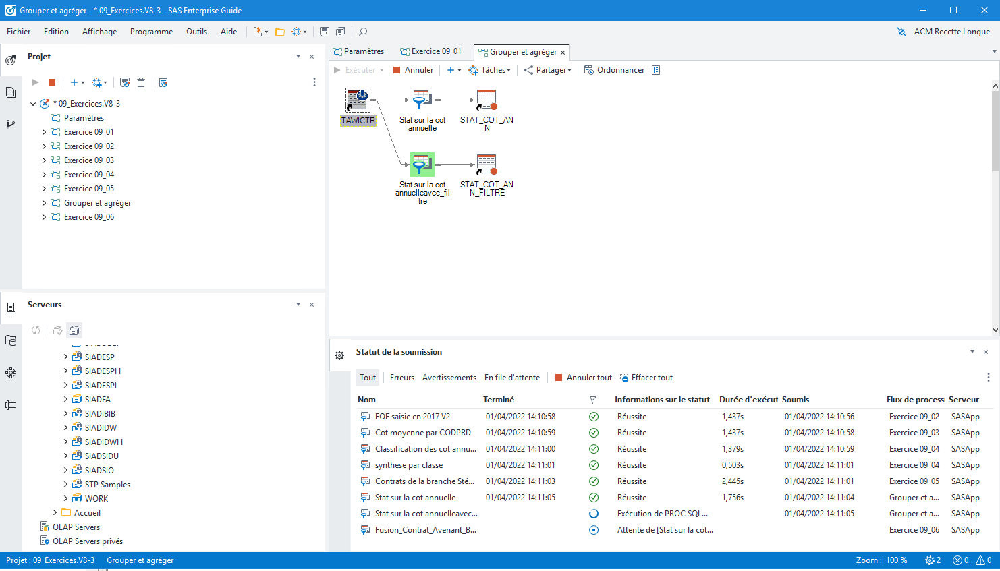 Grouper et agréger - * 09_Exercices.V8-3 - SAS Enterprise Guide
Fichier Edition Affichage Programme Outils Aide ACM Recette Longue
Projet
* 09_Exercices.V8-3
Paramètres
Exercice 09_01
Exercice 09_02
Exercice 09_03
Exercice 09_04
Exercice 09_05
Grouper et agréger
Exercice 09_06
Serveurs
SIADESP
SIADESPH
SIADESPI
SIADFA
SIADIBIB
SIADIDW
SIADIDWH
SIADSIDU
SIADSIO
STP Samples
WORK
Accueil
OLAP Servers
OLAP Servers privés
Paramètres Exercice 09_01 Grouper et agréger
Exécuter Annuler Tâches Partager Ordonnancer
TAWICTR
Stat sur la cot
annuelle
STAT_COT_AN
N
Stat sur la cot
annuelleavec_fil
tre
STAT_COT_AN
N_FILTRE
Statut de la soumission
Tout Erreurs Avertissements En file d'attente Annuler tout Effacer tout
Nom Terminé Informations sur le statut Durée d'exécut Soumis Flux de process Serveur
EOF saisie en 2017 V2 01/04/2022 14:10:58 Réussite 1,437s 01/04/2022 14:10:56 Exercice 09_02 SASApp
Cot moyenne par CODPRD 01/04/2022 14:10:59 Réussite 1,437s 01/04/2022 14:10:58 Exercice 09_03 SASApp
Classification des cot annu... 01/04/2022 14:11:00 Réussite 1,379s 01/04/2022 14:10:59 Exercice 09_04 SASApp
synthese par classe 01/04/2022 14:11:01 Réussite 0,503s 01/04/2022 14:11:01 Exercice 09_04 SASApp
Contrats de la branche Sté... 01/04/2022 14:11:03 Réussite 2,445s 01/04/2022 14:11:01 Exercice 09_05 SASApp
Stat sur la cot annuelle 01/04/2022 14:11:05 Réussite 1,756s 01/04/2022 14:11:04 Grouper et a... SASApp
Stat sur la cot annuelleavec... Exécution de PROC SQL... 01/04/2022 14:11:05 Grouper et a... SASApp
Fusion_Contrat_Avenant_B... Attente de [Stat sur la cot... Exercice 09_06 SASApp
Projet : 09_Exercices.V8-3 Grouper et agréger Zoom : 100 % 2 0 0